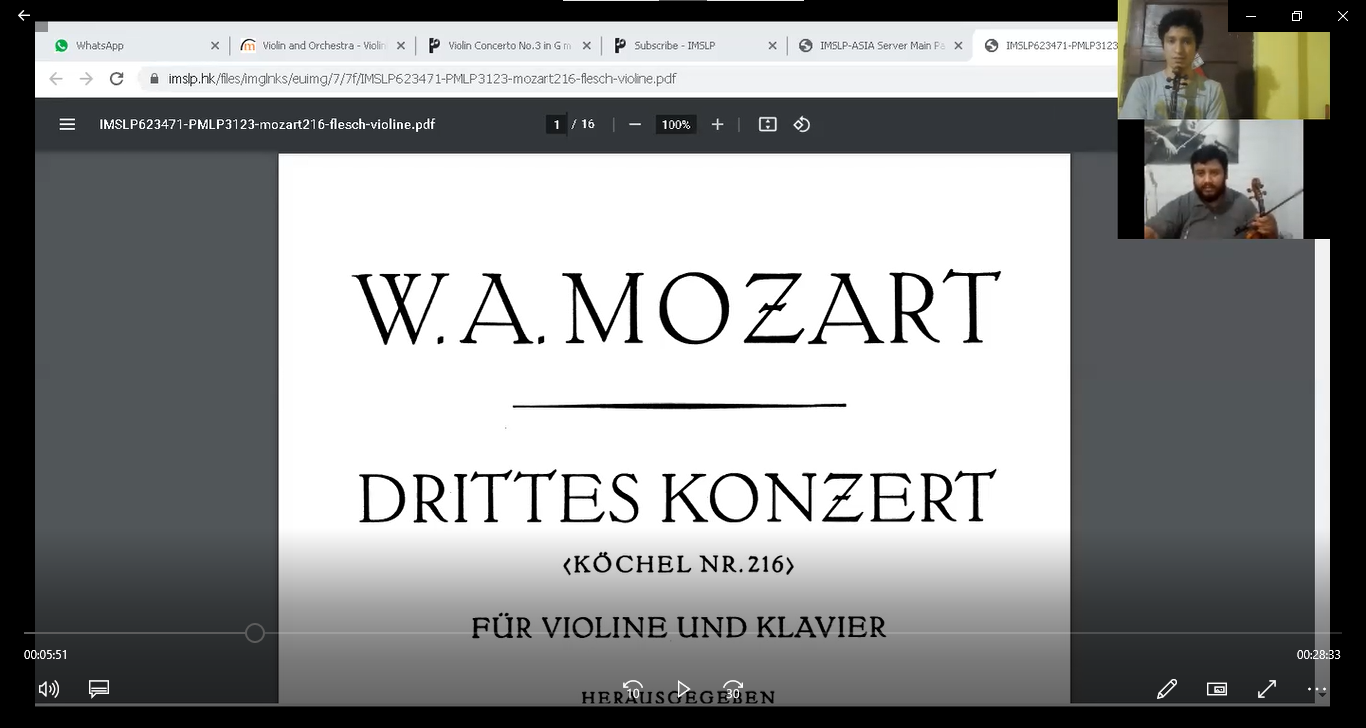 WhatsApp
Violin and Orchestra - Violin
Violin Concerto No.3 in G m
Subscribe - IMSLP
IMSLP-ASIA Server Main Pa
IMSLP623471-PMLP3123
imslp.hk/files/imglnks/euimg/7/7f/IMSLP623471-PMLP3123-mozart216-flesch-violine.pdf
IMSLP623471-PMLP3123-mozart216-flesch-violine.pdf
1 / 16
100%
W. A. MOZART
DRITTES KONZERT
<KÖCHEL NR. 216>
FÜR VIOLINE UND KLAVIER
00:05:51
00:28:33
10
30
HERAUSGEGEBEN